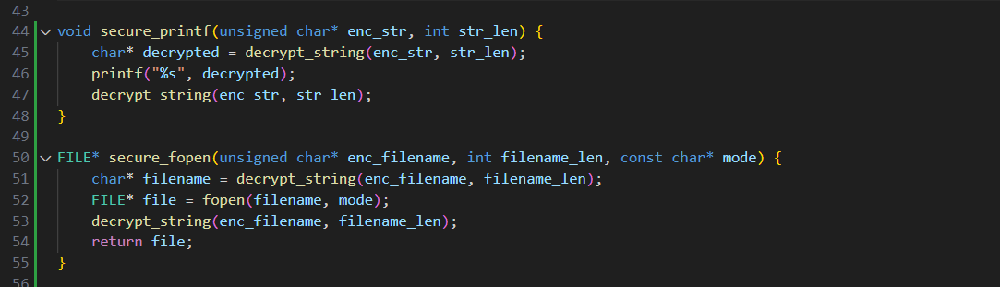 43
44 void secure_printf(unsigned char* enc_str, int str_len) {
45     char* decrypted = decrypt_string(enc_str, str_len);
46     printf("%s", decrypted);
47     decrypt_string(enc_str, str_len);
48 }
49
50 FILE* secure_fopen(unsigned char* enc_filename, int filename_len, const char* mode) {
51     char* filename = decrypt_string(enc_filename, filename_len);
52     FILE* file = fopen(filename, mode);
53     decrypt_string(enc_filename, filename_len);
54     return file;
55 }
56